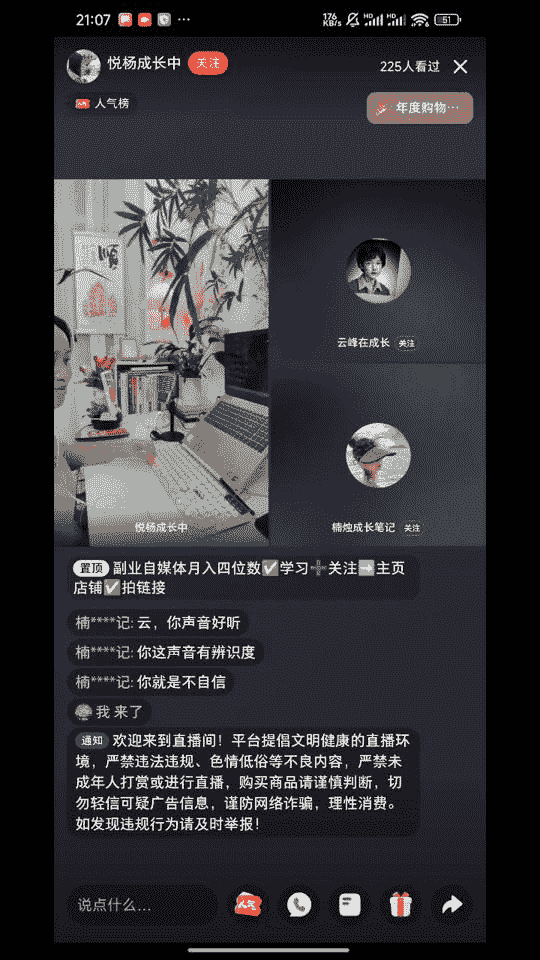 21:07
176 KB/s HD HD 51
悦杨成长中 关注
225人看过
人气榜
年度购物…
順
云峰在成长 关注
悦杨成长中
楠烛成长笔记 关注
置顶 副业自媒体月入四位数✅学习➕关注➡️主页
店铺✅拍链接
楠****记: 云，你声音好听
楠****记: 你这声音有辨识度
楠****记: 你就是不自信
我 来了
通知 欢迎来到直播间！平台提倡文明健康的直播环
境，严禁违法违规、色情低俗等不良内容，严禁未
成年人打赏或进行直播，购买商品请谨慎判断，切
勿轻信可疑广告信息，谨防网络诈骗，理性消费。
如发现违规行为请及时举报！
说点什么...
人气